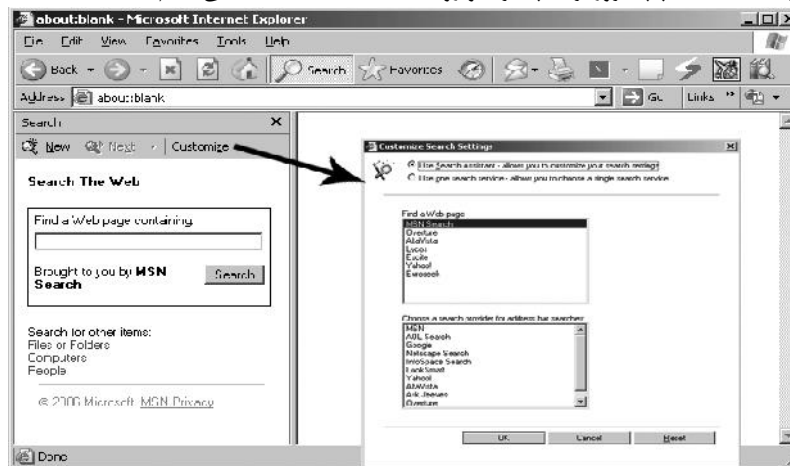 about:blank - Microsoft Internet Explorer
File Edit View Favorites Tools Help
Back Search Favorites
Address about:blank Go Links »
Search
New Next Customize
Search The Web
Find a Web page containing:
Brought to you by MSN Search
Search
Search for other items:
Files or Folders
Computers
People
© 2006 Microsoft MSN Privacy
Done
Customize Search Settings
Use Search assistant - allows you to customize your search settings
Use one search service - allows you to choose a single search service
Find a Web page
MSN Search
Overture
AltaVista
Lycos
Excite
Yahoo!
Euroseek
Choose a search provider for address bar searches:
MSN
AOL Search
Google
Netscape Search
InfoSpace Search
LookSmart
Yahoo!
AltaVista
Ask Jeeves
Overture
OK Cancel Reset